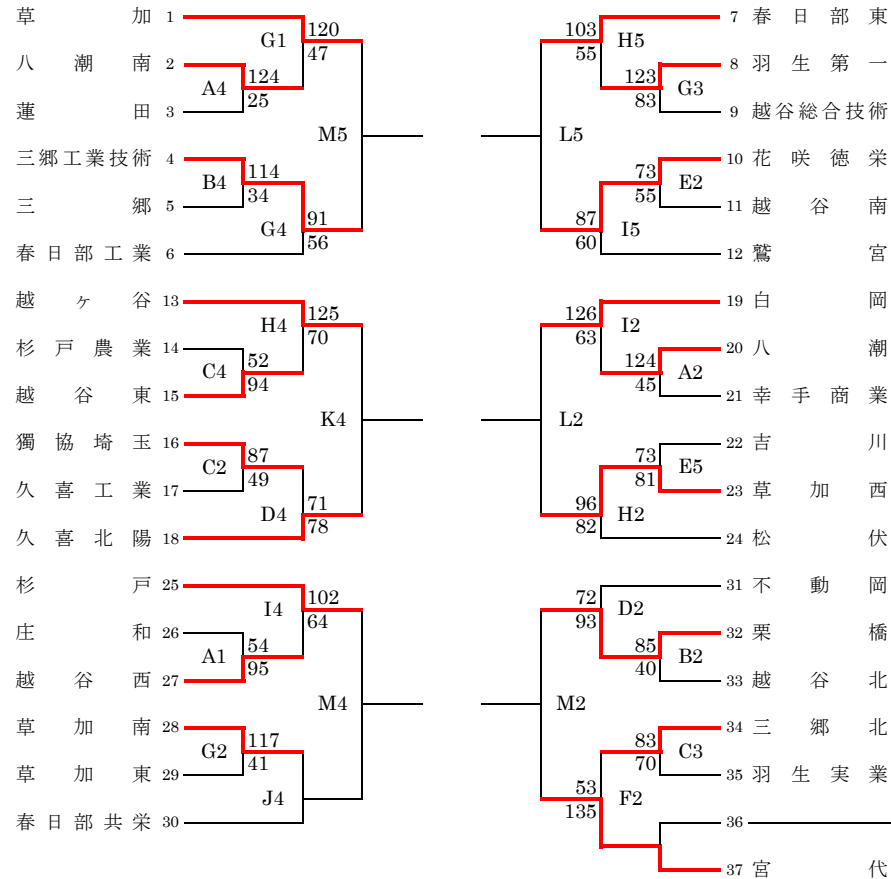 草加 1
八潮南 2
蓮田 3
三郷工業技術 4
三郷 5
春日部工業 6
G1 120 47
A4 124 25
M5
B4 114 34
G4 91 56
7 春日部東
8 羽生第一
9 越谷総合技術
10 花咲徳栄
11 越谷南
12 鷲宮
103 55 H5
123 83 G3
L5
73 55 E2
87 60 I5
越ヶ谷 13
杉戸農業 14
越谷東 15
獨協埼玉 16
久喜工業 17
久喜北陽 18
H4 125 70
C4 52 94
K4
C2 87 49
D4 71 78
19 白岡
20 八潮
21 幸手商業
22 吉川
23 草加西
24 松伏
126 63 I2
124 45 A2
L2
73 81 E5
96 82 H2
杉戸 25
庄和 26
越谷西 27
草加南 28
草加東 29
春日部共栄 30
I4 102 64
A1 54 95
M4
G2 117 41
J4
31 不動岡
32 栗橋
33 越谷北
34 三郷北
35 羽生実業
36
37 宮代
72 93 D2
85 40 B2
M2
83 70 C3
53 135 F2